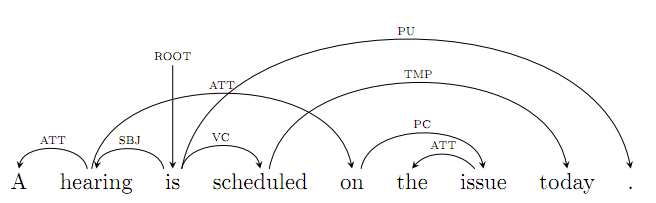 PU
ROOT
TMP
ATT
ATT SBJ VC PC ATT
A hearing is scheduled on the issue today .